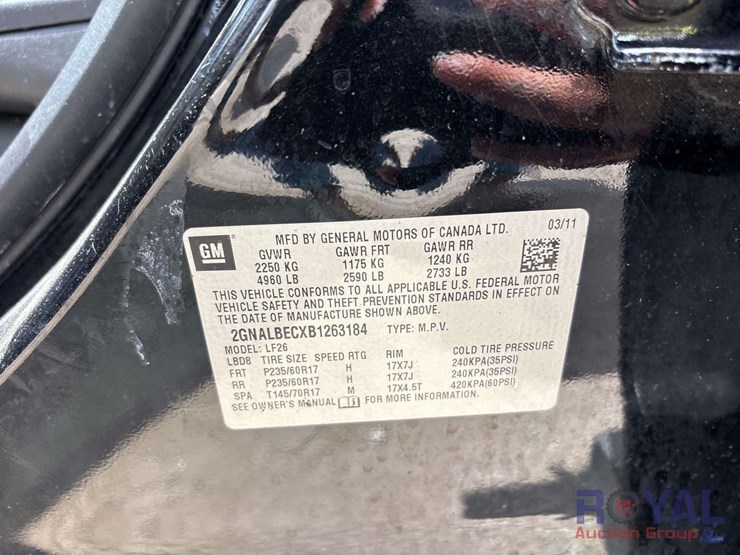 GM
MFD BY GENERAL MOTORS OF CANADA LTD. 03/11
GVWR GAWR FRT GAWR RR
2250 KG 1175 KG 1240 KG
4960 LB 2590 LB 2733 LB
THIS VEHICLE CONFORMS TO ALL APPLICABLE U.S. FEDERAL MOTOR
VEHICLE SAFETY AND THEFT PREVENTION STANDARDS IN EFFECT ON
THE DATE OF MANUFACTURE SHOWN ABOVE.
2GNALBECXB1263184 TYPE: M.P.V.
MODEL: LF26
LBD8 TIRE SIZE SPEED RTG RIM COLD TIRE PRESSURE
FRT P235/60R17 H 17X7J 240KPA(35PSI)
RR P235/60R17 H 17X7J 240KPA(35PSI)
SPA T145/70R17 M 17X4.5T 420KPA(60PSI)
SEE OWNER'S MANUAL FOR MORE INFORMATION.
ROYAL
Auction Group